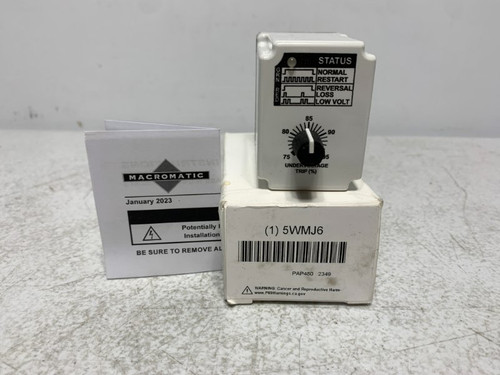 STATUS
NORMAL
RESTART
REVERSAL
LOSS
LOW VOLT
85
80
90
75
95
UNDERVOLTAGE
TRIP (%)
MACROMATIC
January 2023
Potentially
Installation
BE SURE TO REMOVE AL
(1) 5WMJ6
PAP480 2349
WARNING: Cancer and Reproductive Harm
www.P65Warnings.ca.gov